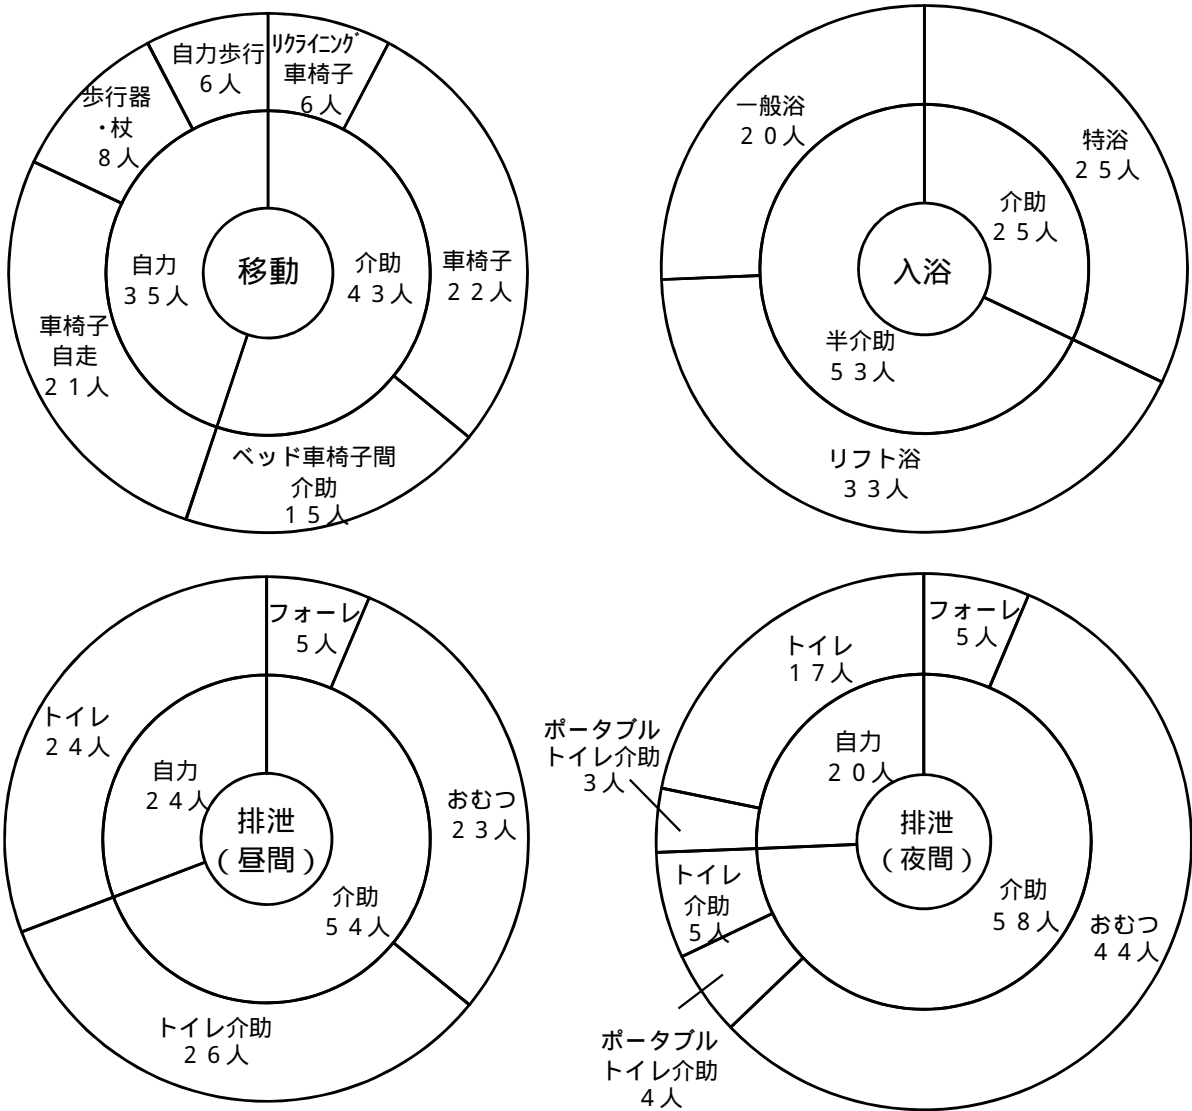 自力歩行
6人
リクライニング
車椅子
6人
歩行器
・杖
8人
自力
35人
移動
介助
43人
車椅子
22人
車椅子
自走
21人
ベッド車椅子間
介助
15人
一般浴
20人
特浴
25人
介助
25人
入浴
半介助
53人
リフト浴
33人
フォーレ
5人
トイレ
24人
自力
24人
排泄
(昼間)
おむつ
23人
介助
54人
トイレ介助
26人
フォーレ
5人
トイレ
17人
ポータブル
トイレ介助
3人
自力
20人
排泄
(夜間)
トイレ
介助
5人
介助
58人
おむつ
44人
ポータブル
トイレ介助
4人